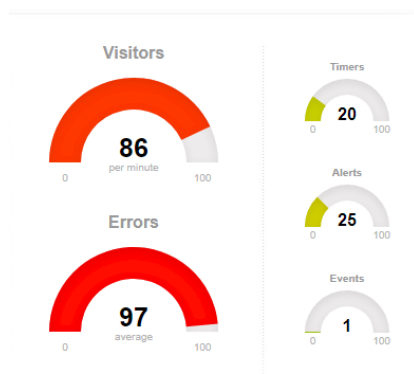 Visitors
86
per minute
0 100
Errors
97
average
0 100
Timers
20
0 100
Alerts
25
0 100
Events
1
0 100